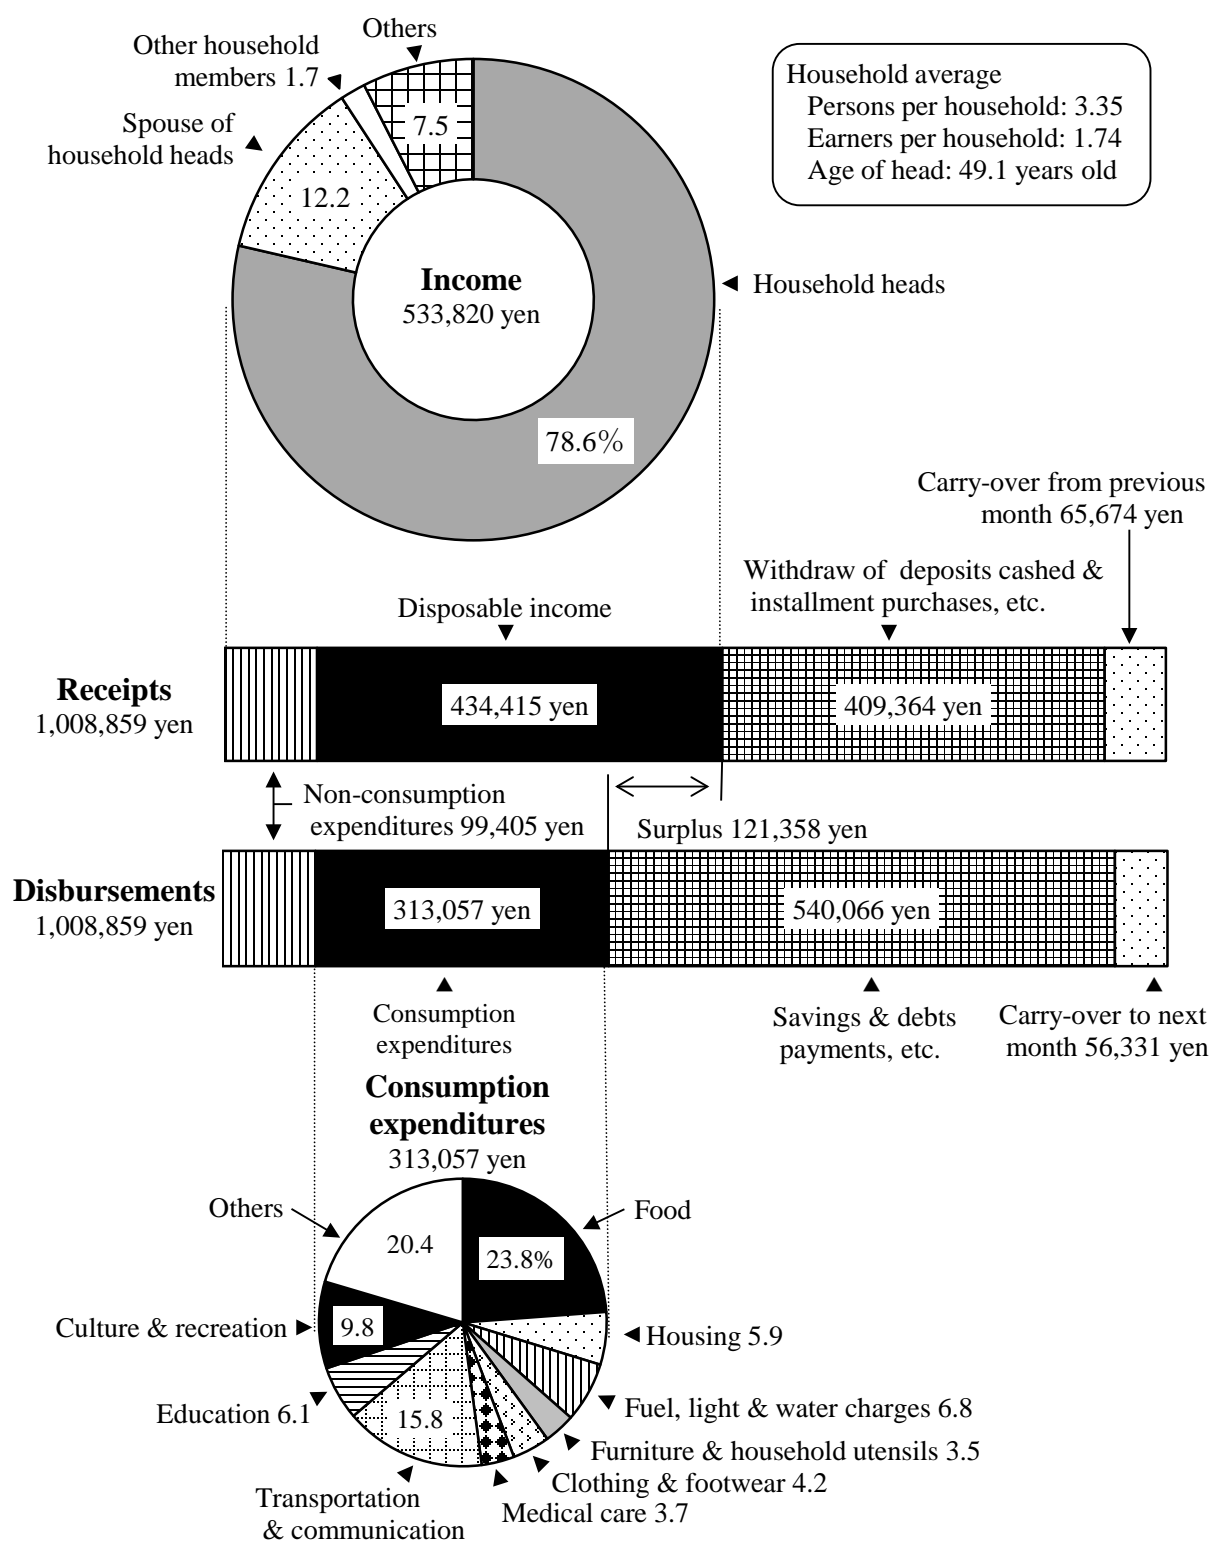 Others
Other household
members 1.7
Spouse of
household heads
7.5
12.2
Household average
Persons per household: 3.35
Earners per household: 1.74
Age of head: 49.1 years old
Income
533,820 yen
Household heads
78.6%
Carry-over from previous
month 65,674 yen
Withdraw of deposits cashed &
installment purchases, etc.
Disposable income
Receipts
1,008,859 yen
434,415 yen
409,364 yen
Non-consumption
expenditures 99,405 yen
Surplus 121,358 yen
Disbursements
1,008,859 yen
313,057 yen
540,066 yen
Consumption
expenditures
Savings & debts
payments, etc.
Carry-over to next
month 56,331 yen
Consumption
expenditures
313,057 yen
Others
Food
20.4
23.8%
Culture & recreation
9.8
Housing 5.9
Education 6.1
15.8
Fuel, light & water charges 6.8
Furniture & household utensils 3.5
Clothing & footwear 4.2
Medical care 3.7
Transportation
& communication